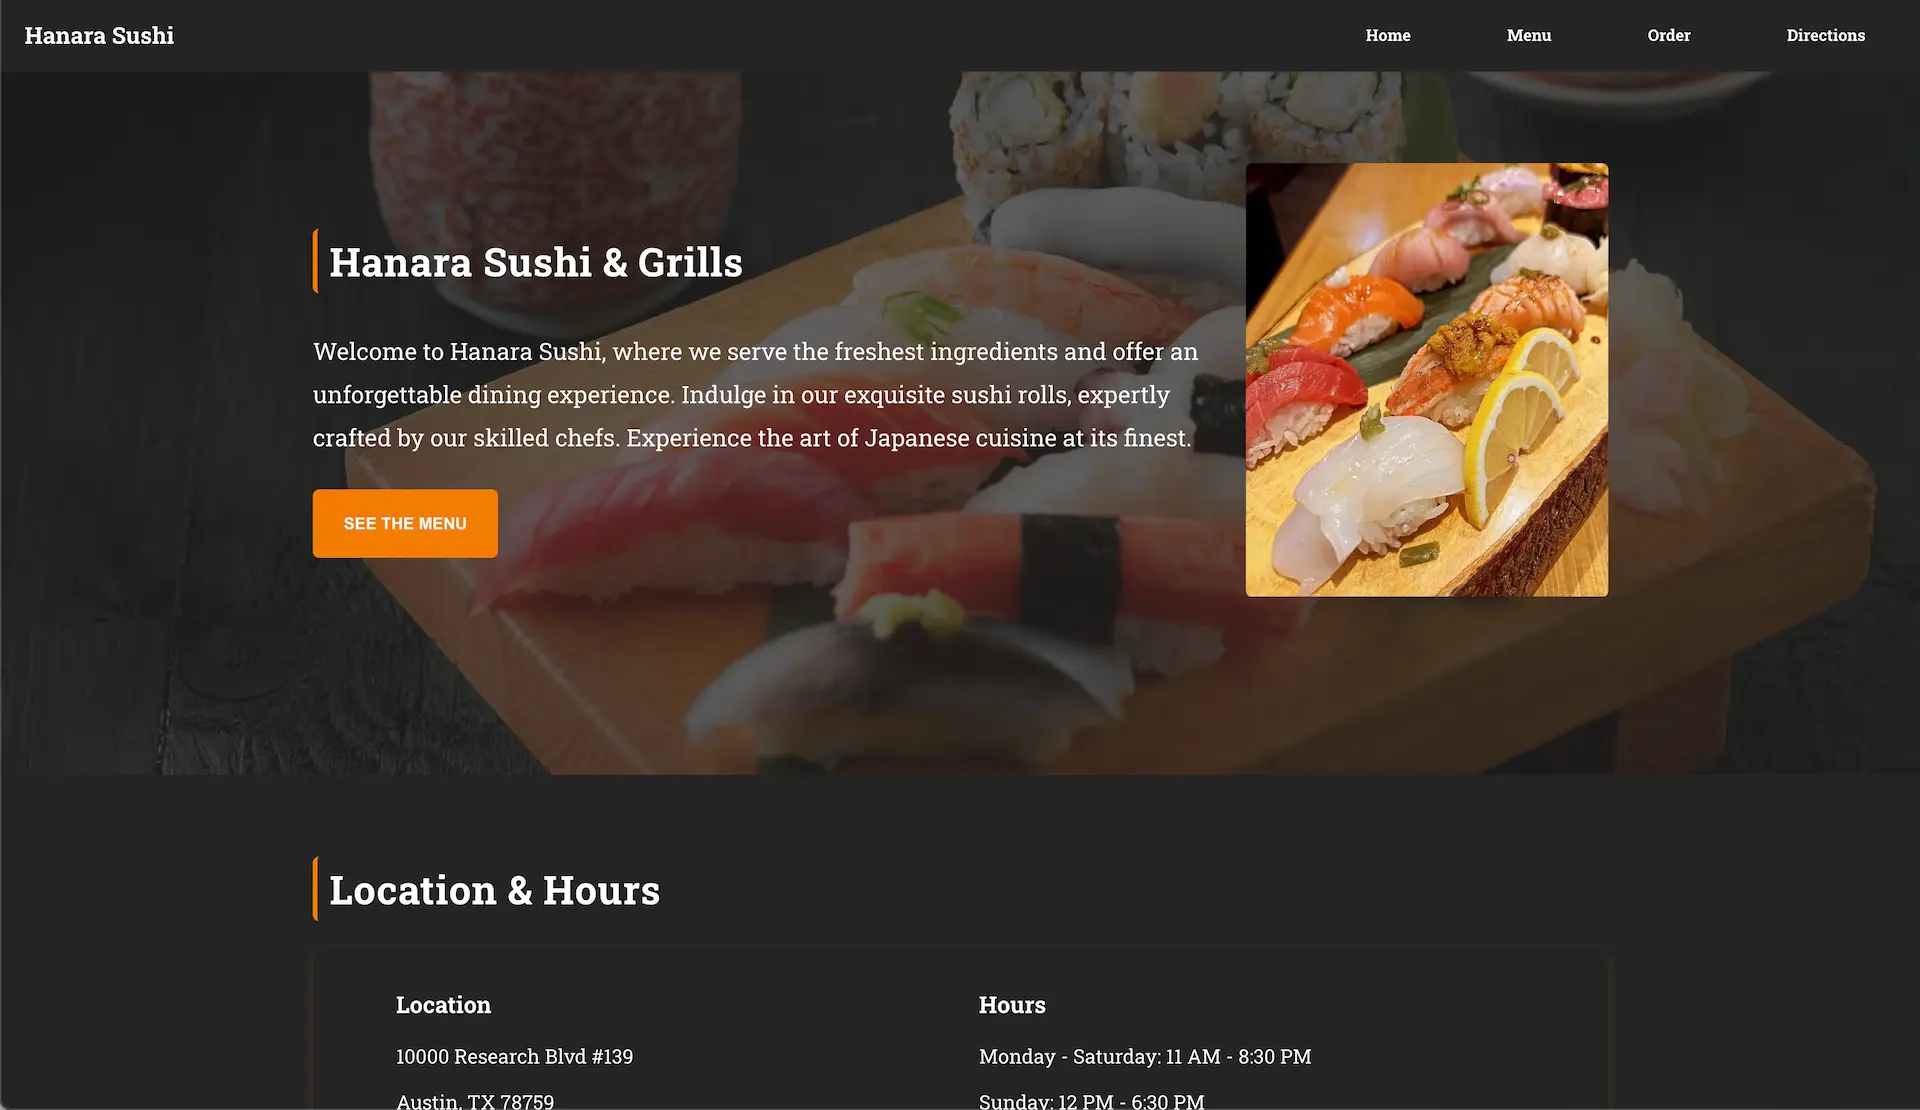 Hanara Sushi
Home
Menu
Order
Directions
Hanara Sushi & Grills
Welcome to Hanara Sushi, where we serve the freshest ingredients and offer an
unforgettable dining experience. Indulge in our exquisite sushi rolls, expertly
crafted by our skilled chefs. Experience the art of Japanese cuisine at its finest.
SEE THE MENU
Location & Hours
Location
10000 Research Blvd #139
Austin, TX 78759
Hours
Monday - Saturday: 11 AM - 8:30 PM
Sunday: 12 PM - 6:30 PM